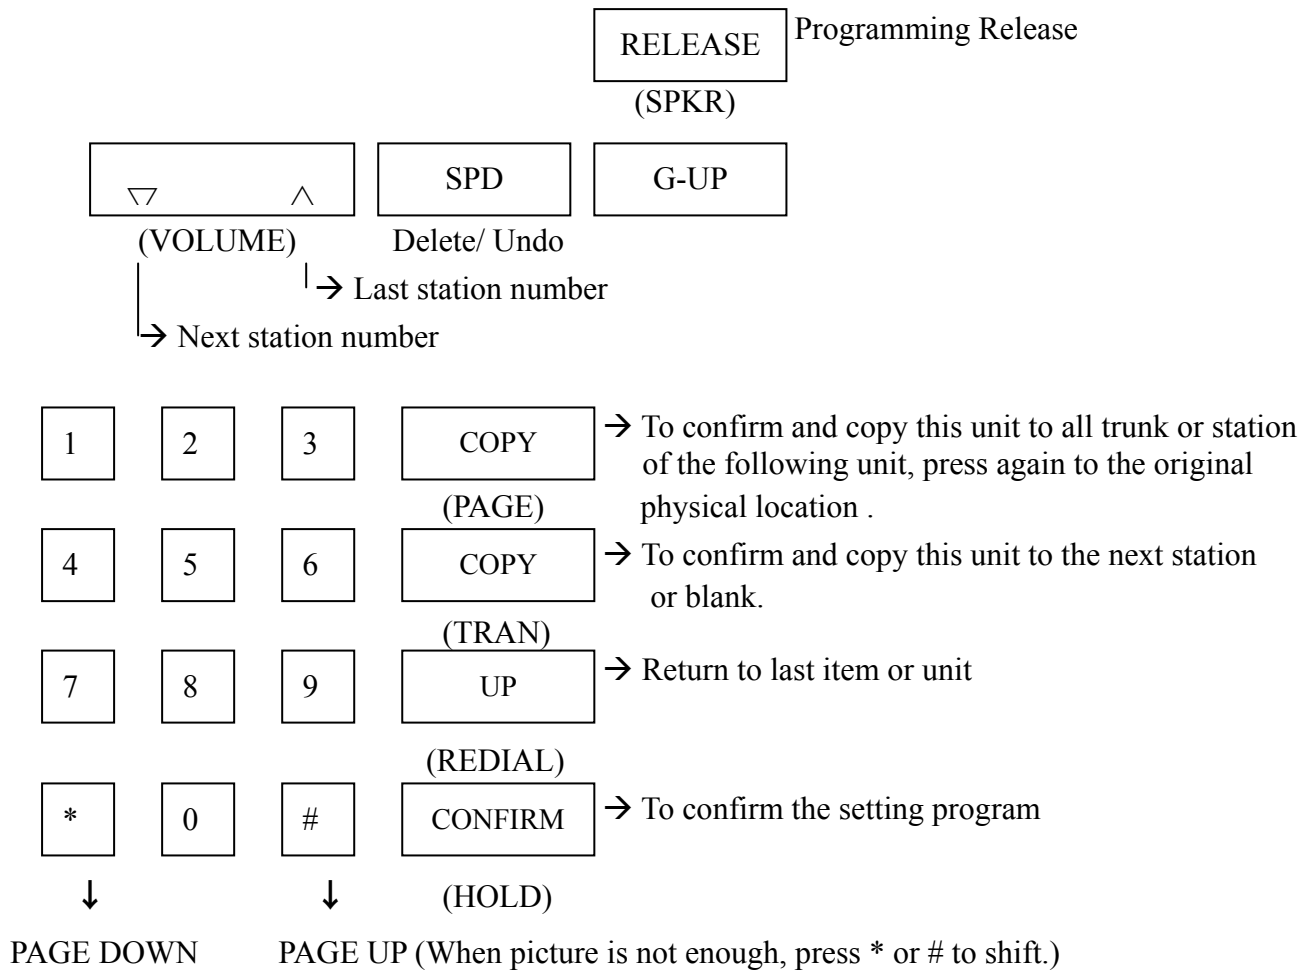 RELEASE Programming Release
(SPKR)
▽ ∧ SPD G-UP
(VOLUME) Delete/ Undo
→ Last station number
→ Next station number
1 2 3 COPY → To confirm and copy this unit to all trunk or station
of the following unit, press again to the original
(PAGE) physical location .
4 5 6 COPY → To confirm and copy this unit to the next station
or blank.
(TRAN)
7 8 9 UP → Return to last item or unit
(REDIAL)
* 0 # CONFIRM → To confirm the setting program
↓ ↓ (HOLD)
PAGE DOWN PAGE UP (When picture is not enough, press * or # to shift.)